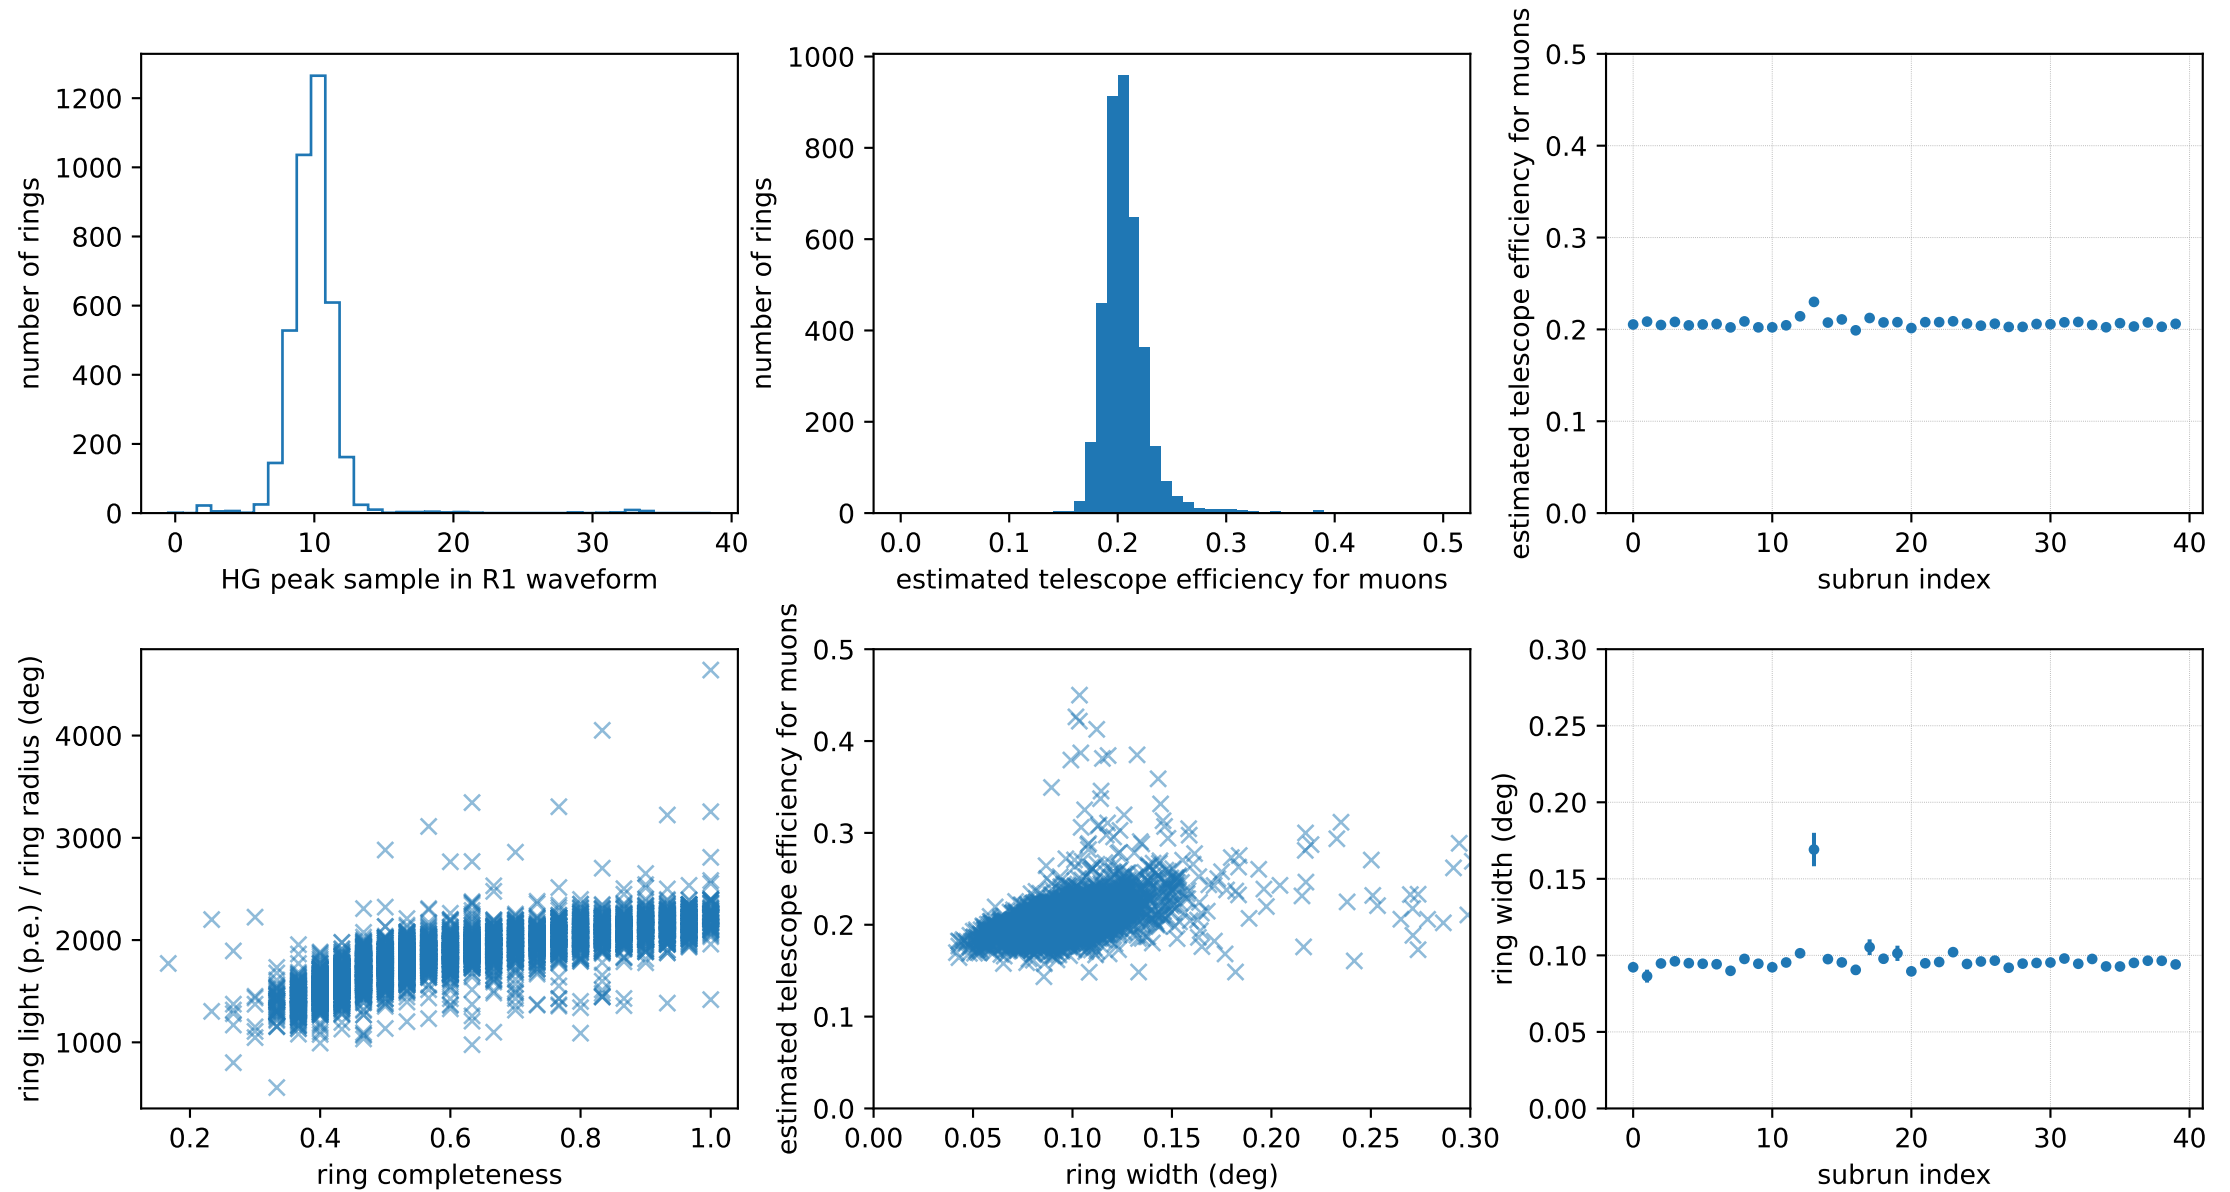 number of rings
1200
1000
800
600
400
200
0
0 10 20 30 40
HG peak sample in R1 waveform
number of rings
1000
800
600
400
200
0
0.0 0.1 0.2 0.3 0.4 0.5
estimated telescope efficiency for muons
estimated telescope efficiency for muons
0.5
0.4
0.3
0.2
0.1
0.0
0 10 20 30 40
subrun index
ring light (p.e.) / ring radius (deg)
4000
3000
2000
1000
0.2 0.4 0.6 0.8 1.0
ring completeness
estimated telescope efficiency for muons
0.5
0.4
0.3
0.2
0.1
0.0
0.00 0.05 0.10 0.15 0.20 0.25 0.30
ring width (deg)
ring width (deg)
0.30
0.25
0.20
0.15
0.10
0.05
0.00
0 10 20 30 40
subrun index